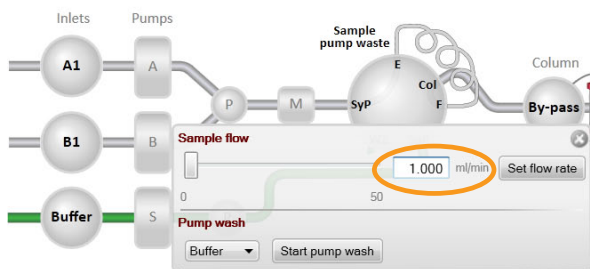 Inlets
Pumps
Sample
pump waste
E
Column
A1
A
Col
SyP
F
P
M
By-pass
B1
B
Sample flow
1.000
ml/min
Set flow rate
0
50
Buffer
S
Pump wash
Buffer
Start pump wash